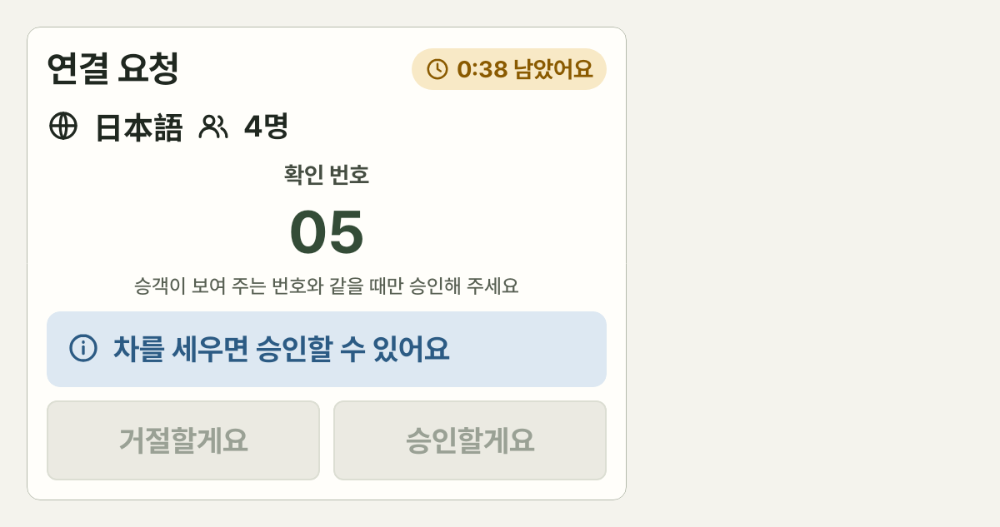 연결 요청
0:38 남았어요
日本語 4명
확인 번호
05
승객이 보여 주는 번호와 같을 때만 승인해 주세요
차를 세우면 승인할 수 있어요
거절할게요
승인할게요